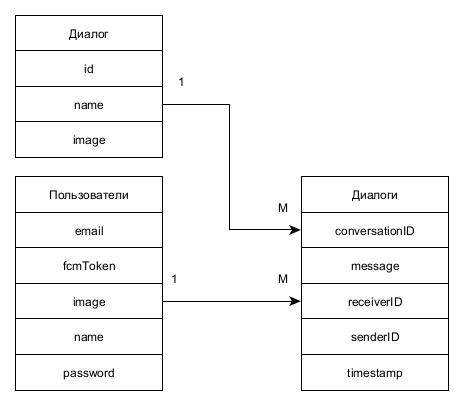 Диалог
id
name
image
1
Пользователи
email
fcmToken
image
name
password
1
M
M
Диалоги
conversationID
message
receiverID
senderID
timestamp